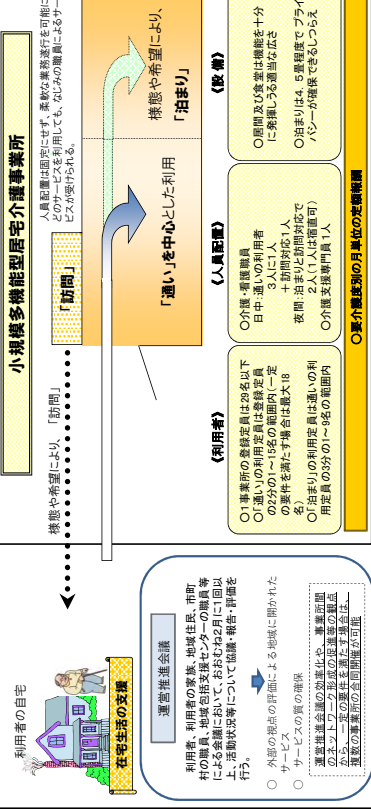 小規模多機能型居宅介護事業所
人員配置は固定にせず、柔軟な業務遂行を可能に
どのサービスを利用しても、なじみの職員によるサー
ビスが受けられる。
利用者の自宅
在宅生活の支援
様態や希望により、「訪問」
「訪問」
「通い」を中心とした利用
様態や希望により、
「泊まり」
運営推進会議
利用者、利用者の家族、地域住民、市町
村の職員、地域包括支援センターの職員等
による会議において、おおむね2月に1回以
上、活動状況等について協議・報告・評価を
行う。
○ 外部の視点の評価による地域に開かれた
サービス
○ サービスの質の確保
運営推進会議の効率化や、事業所間
のネットワーク形成の促進等の観点
から、一定の要件を満たす場合は、
複数の事業所の合同開催が可能
《利用者》
○1事業所の登録定員は29名以下
○「通い」の利用定員は登録定員
の2分の1~15名の範囲内(一定
の要件を満たす場合は最大18
名)
○「泊まり」の利用定員は通いの利
用定員の3分の1~9名の範囲内
《人員配置》
○介護・看護職員
日中:通いの利用者
3人に1人
+訪問対応1人
夜間:泊まりと訪問対応で
2人(1人は宿直可)
○介護支援専門員1人
《設備》
○居間及び食堂は機能を十分
に発揮しうる適当な広さ
○泊まりは4.5畳程度でプライ
バシーが確保できるしつらえ
○要介護度別の月単位の定額報酬